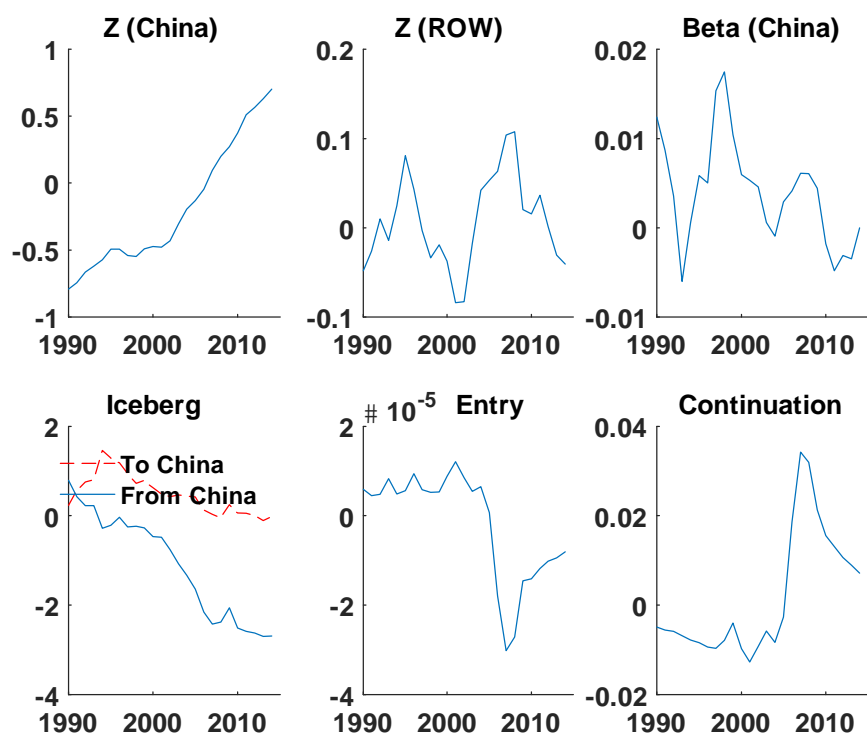 Z (China)
1
0.5
0
-0.5
-1
1990 2000 2010
Z (ROW)
0.2
0.1
0
-0.1
1990 2000 2010
Beta (China)
0.02
0.01
0
-0.01
1990 2000 2010
Iceberg
2
0
-2
-4
To China
From China
1990 2000 2010
# 10-5 Entry
2
0
-2
-4
1990 2000 2010
Continuation
0.04
0.02
0
-0.02
1990 2000 2010